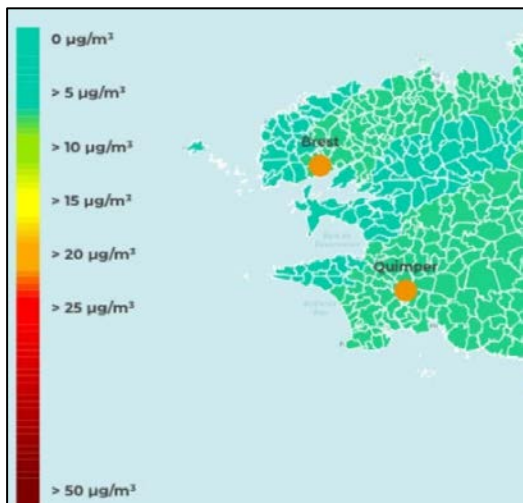 0 µg/m³
> 5 µg/m³
> 10 µg/m³
> 15 µg/m³
> 20 µg/m³
> 25 µg/m³
> 50 µg/m³
Brest
Quimper